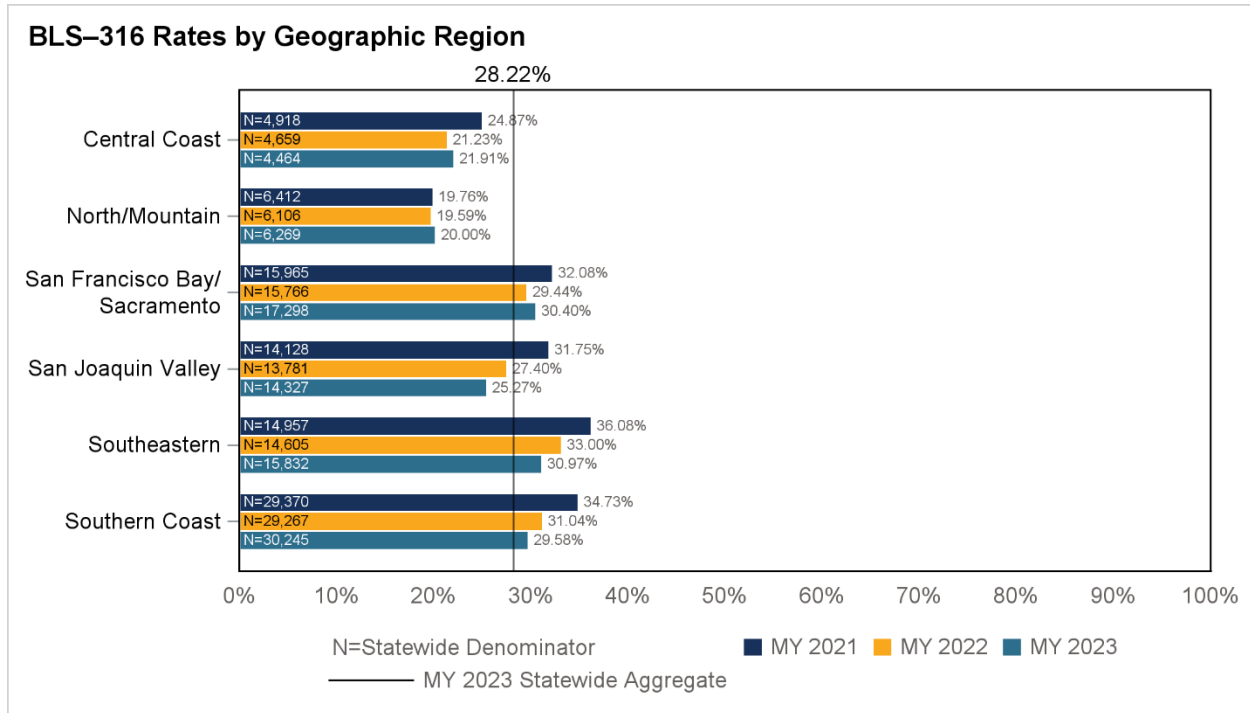 BLS–316 Rates by Geographic Region
28.22%
Central Coast
N=4,918 24.87%
N=4,659 21.23%
N=4,464 21.91%
North/Mountain
N=6,412 19.76%
N=6,106 19.59%
N=6,269 20.00%
San Francisco Bay/
Sacramento
N=15,965 32.08%
N=15,766 29.44%
N=17,298 30.40%
San Joaquin Valley
N=14,128 31.75%
N=13,781 27.40%
N=14,327 25.27%
Southeastern
N=14,957 36.08%
N=14,605 33.00%
N=15,832 30.97%
Southern Coast
N=29,370 34.73%
N=29,267 31.04%
N=30,245 29.58%
0% 10% 20% 30% 40% 50% 60% 70% 80% 90% 100%
N=Statewide Denominator MY 2021 MY 2022 MY 2023
MY 2023 Statewide Aggregate